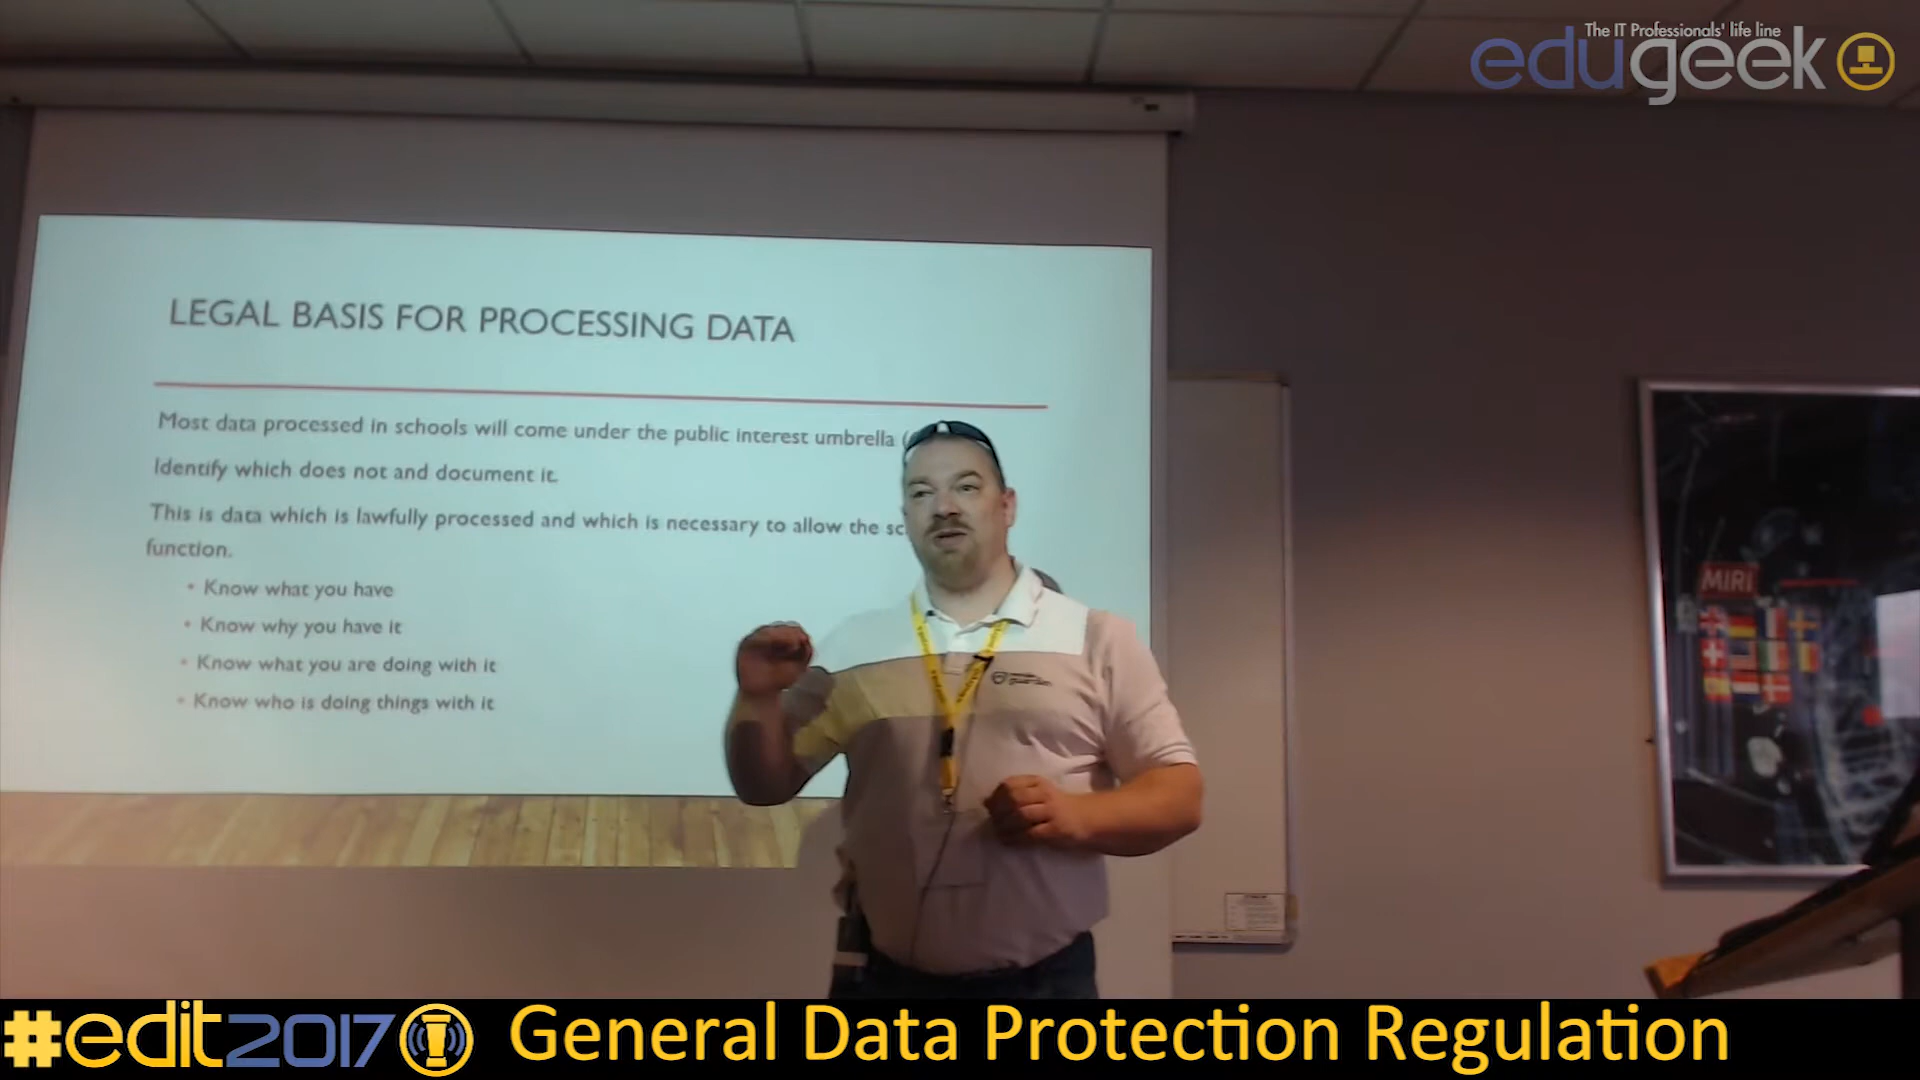 The IT Professionals' life line
edugeek
LEGAL BASIS FOR PROCESSING DATA
Most data processed in schools will come under the public interest umbrella (
Identify which does not and document it.
This is data which is lawfully processed and which is necessary to allow the
function.
• Know what you have
• Know why you have it
• Know what you are doing with it
• Know who is doing things with it
MIRI
#edit2017 General Data Protection Regulation